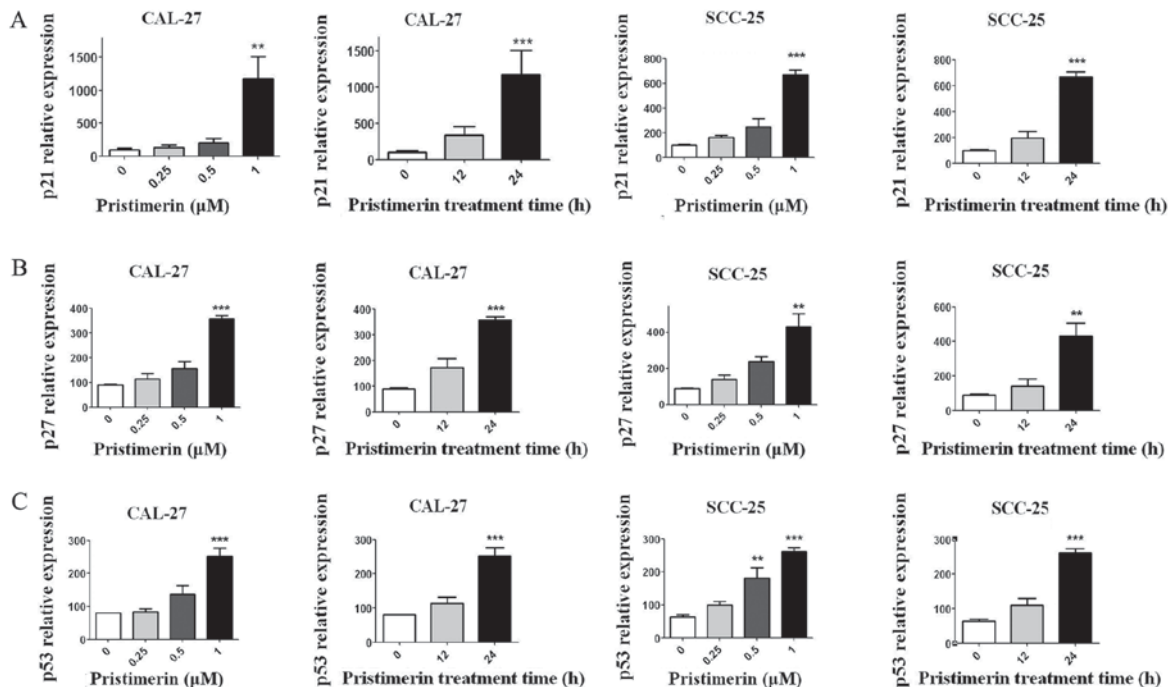 A
CAL-27
p21 relative expression
1500
1000
500
0
**
0 0.25 0.5 1
Pristimerin (μM)
CAL-27
p21 relative expression
1500
1000
500
0
***
0 12 24
Pristimerin treatment time (h)
SCC-25
p21 relative expression
800
600
400
200
0
***
0 0.25 0.5 1
Pristimerin (μM)
SCC-25
p21 relative expression
800
600
400
200
0
***
0 12 24
Pristimerin treatment time (h)
B
CAL-27
p27 relative expression
400
300
200
100
0
***
0 0.25 0.5 1
Pristimerin (μM)
CAL-27
p27 relative expression
400
300
200
100
0
***
0 12 24
Pristimerin treatment time (h)
SCC-25
p27 relative expression
400
200
0
**
0 0.25 0.5 1
Pristimerin (μM)
SCC-25
p27 relative expression
600
400
200
0
**
0 12 24
Pristimerin treatment time (h)
C
CAL-27
p53 relative expression
300
200
100
0
***
0 0.25 0.5 1
Pristimerin (μM)
CAL-27
p53 relative expression
300
200
100
0
***
0 12 24
Pristimerin treatment time (h)
SCC-25
p53 relative expression
300
200
100
0
** ***
0 0.25 0.5 1
Pristimerin (μM)
SCC-25
p53 relative expression
300
200
100
0
***
0 12 24
Pristimerin treatment time (h)